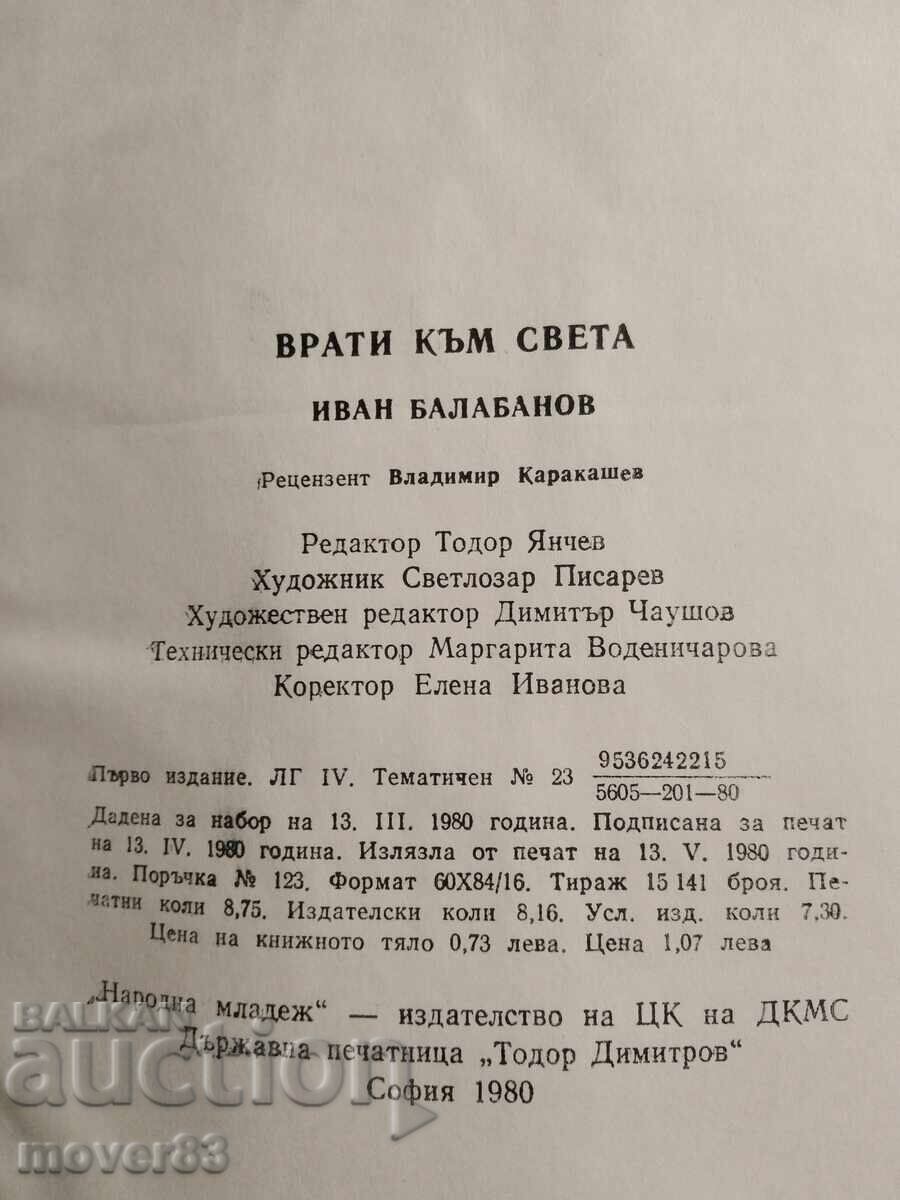 ВРАТИ КЪМ СВЕТА
ИВАН БАЛАБАНОВ
Рецензент Владимир Каракашев
Редактор Тодор Янчев
Художник Светлозар Писарев
Художествен редактор Димитър Чаушов
Технически редактор Маргарита Воденичарова
Коректор Елена Иванова
Първо издание. ЛГ IV. Тематичен № 23 9536242215
5605—201—80
Дадена за набор на 13. III. 1980 година. Подписана за печат
на 13. IV. 1980 година. Излязла от печат на 13. V. 1980 годи-
на. Поръчка № 123. Формат 60X84/16. Тираж 15 141 броя. Пе-
чатни коли 8,75. Издателски коли 8,16. Усл. изд. коли 7,30.
Цена на книжното тяло 0,73 лева. Цена 1,07 лева
„Народна младеж“ — издателство на ЦК на ДКМС
Държавна печатница „Тодор Димитров“
София 1980
BALKAN
auction
mover83